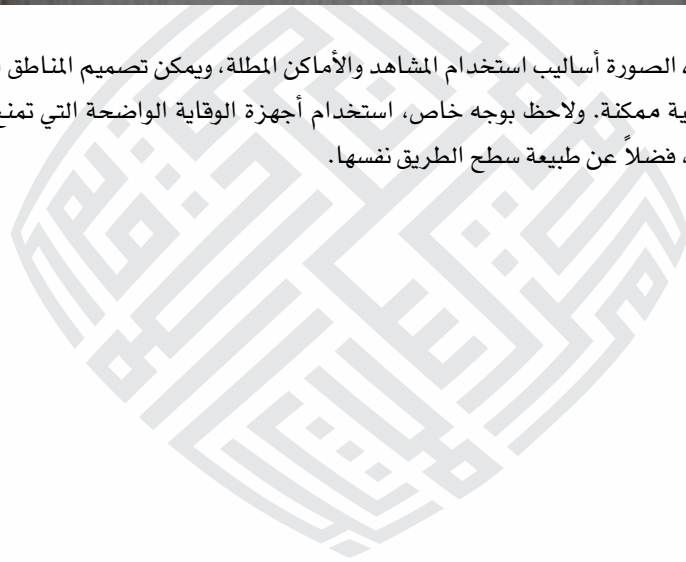 ، الصورة أساليب استخدام المشاهد والأماكن المطلة، ويمكن تصميم المناطق
ية ممكنة. ولاحظ بوجه خاص، استخدام أجهزة الوقاية الواضحة التي تمنع
، فضلاً عن طبيعة سطح الطريق نفسها.